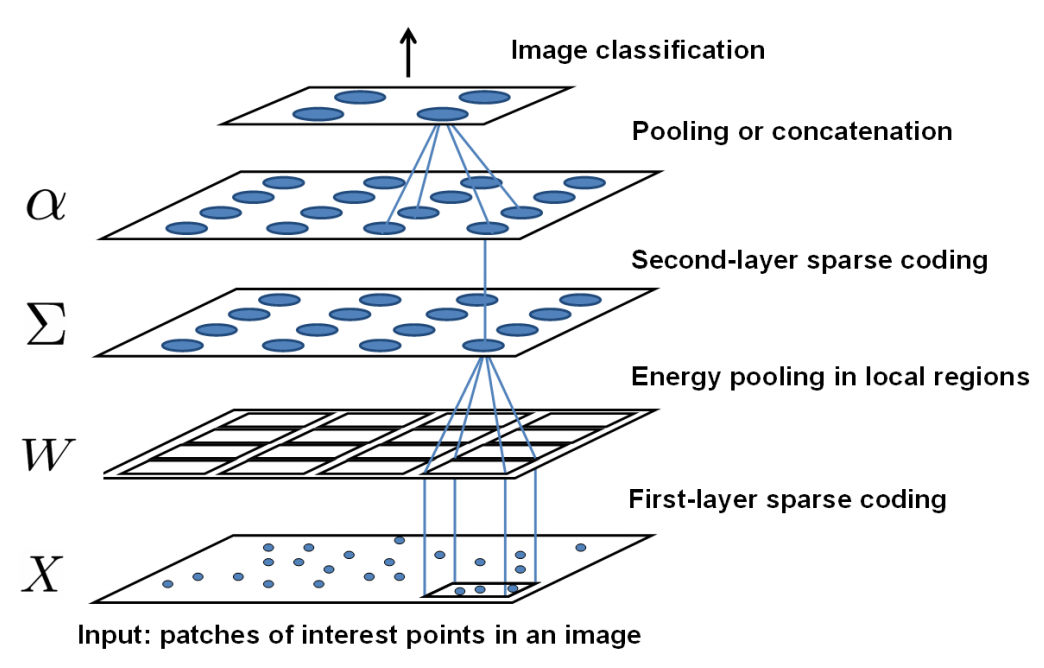 Image classification
Pooling or concatenation
α
Second-layer sparse coding
Σ
Energy pooling in local regions
W
First-layer sparse coding
X
Input: patches of interest points in an image